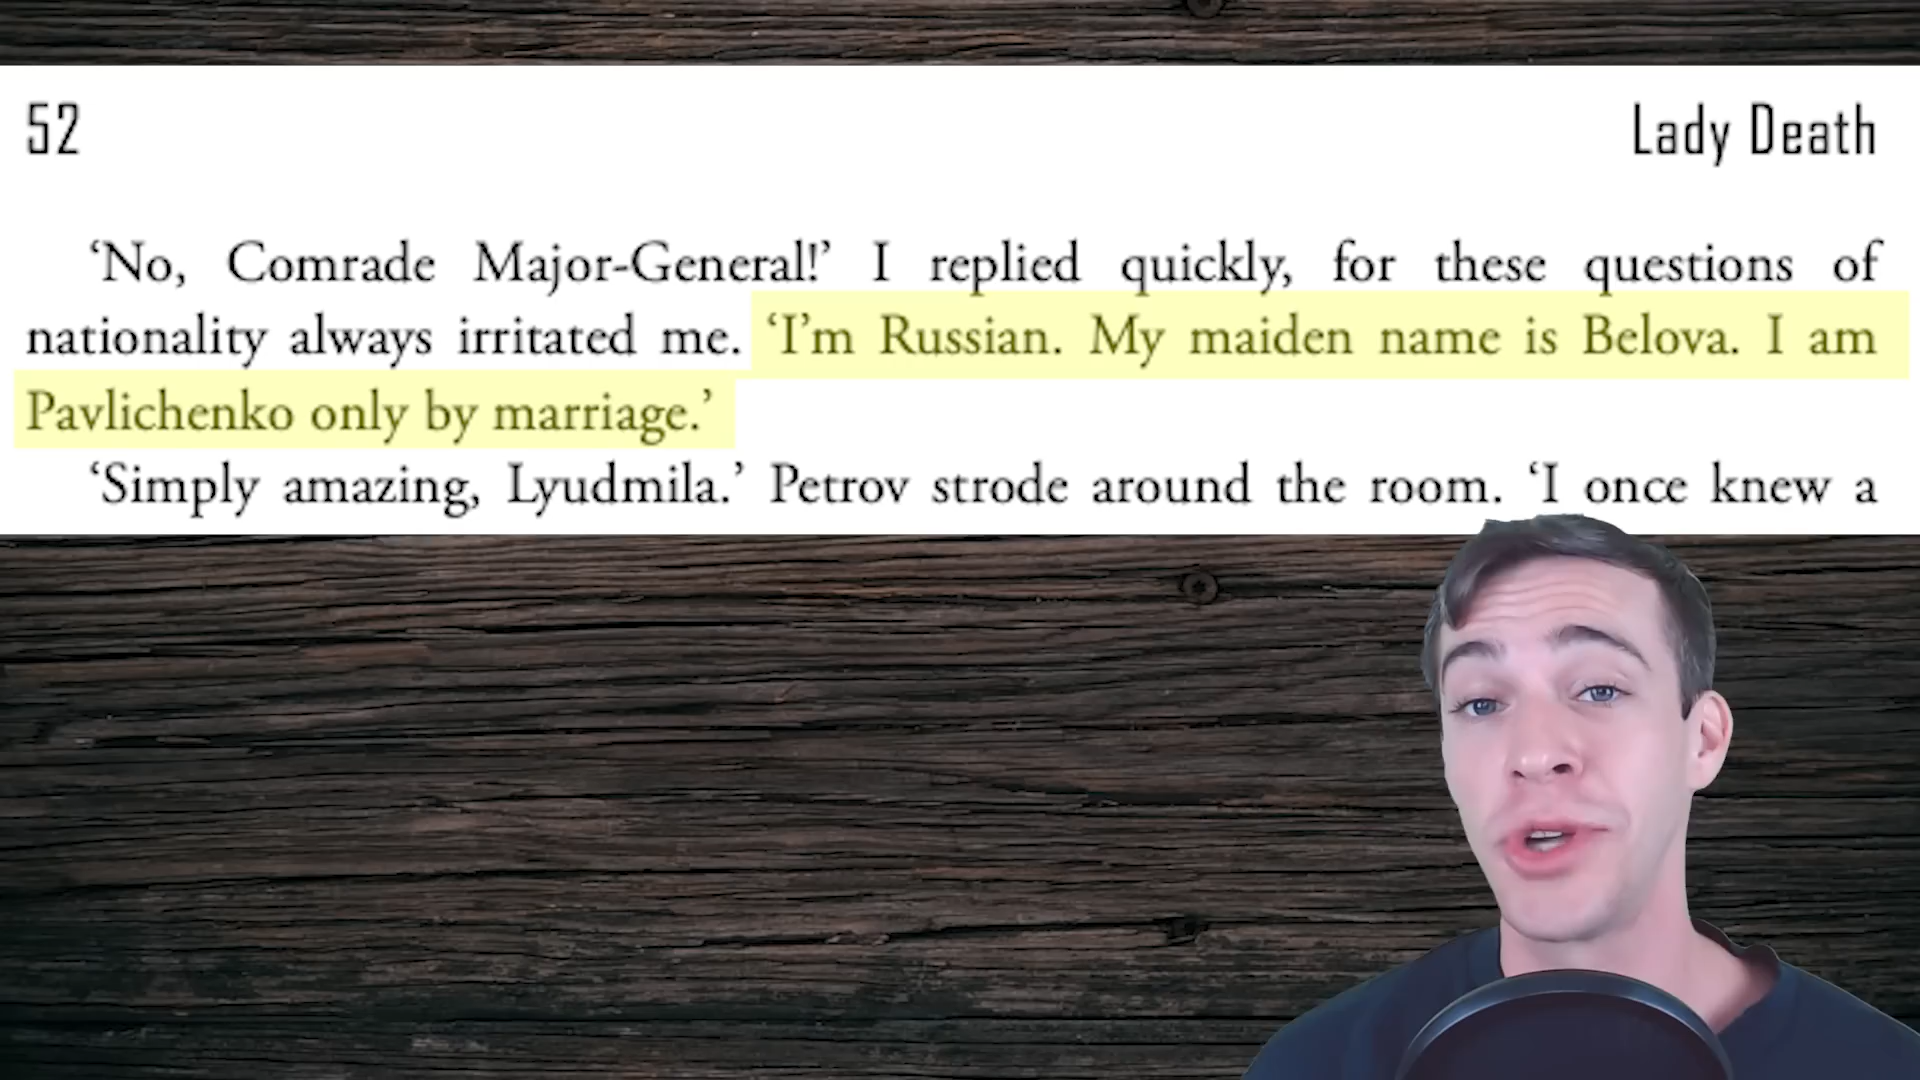 52
Lady Death
‘No, Comrade Major-General!’ I replied quickly, for these questions of
nationality always irritated me. ‘I’m Russian. My maiden name is Belova. I am
Pavlichenko only by marriage.’
‘Simply amazing, Lyudmila.’ Petrov strode around the room. ‘I once knew a